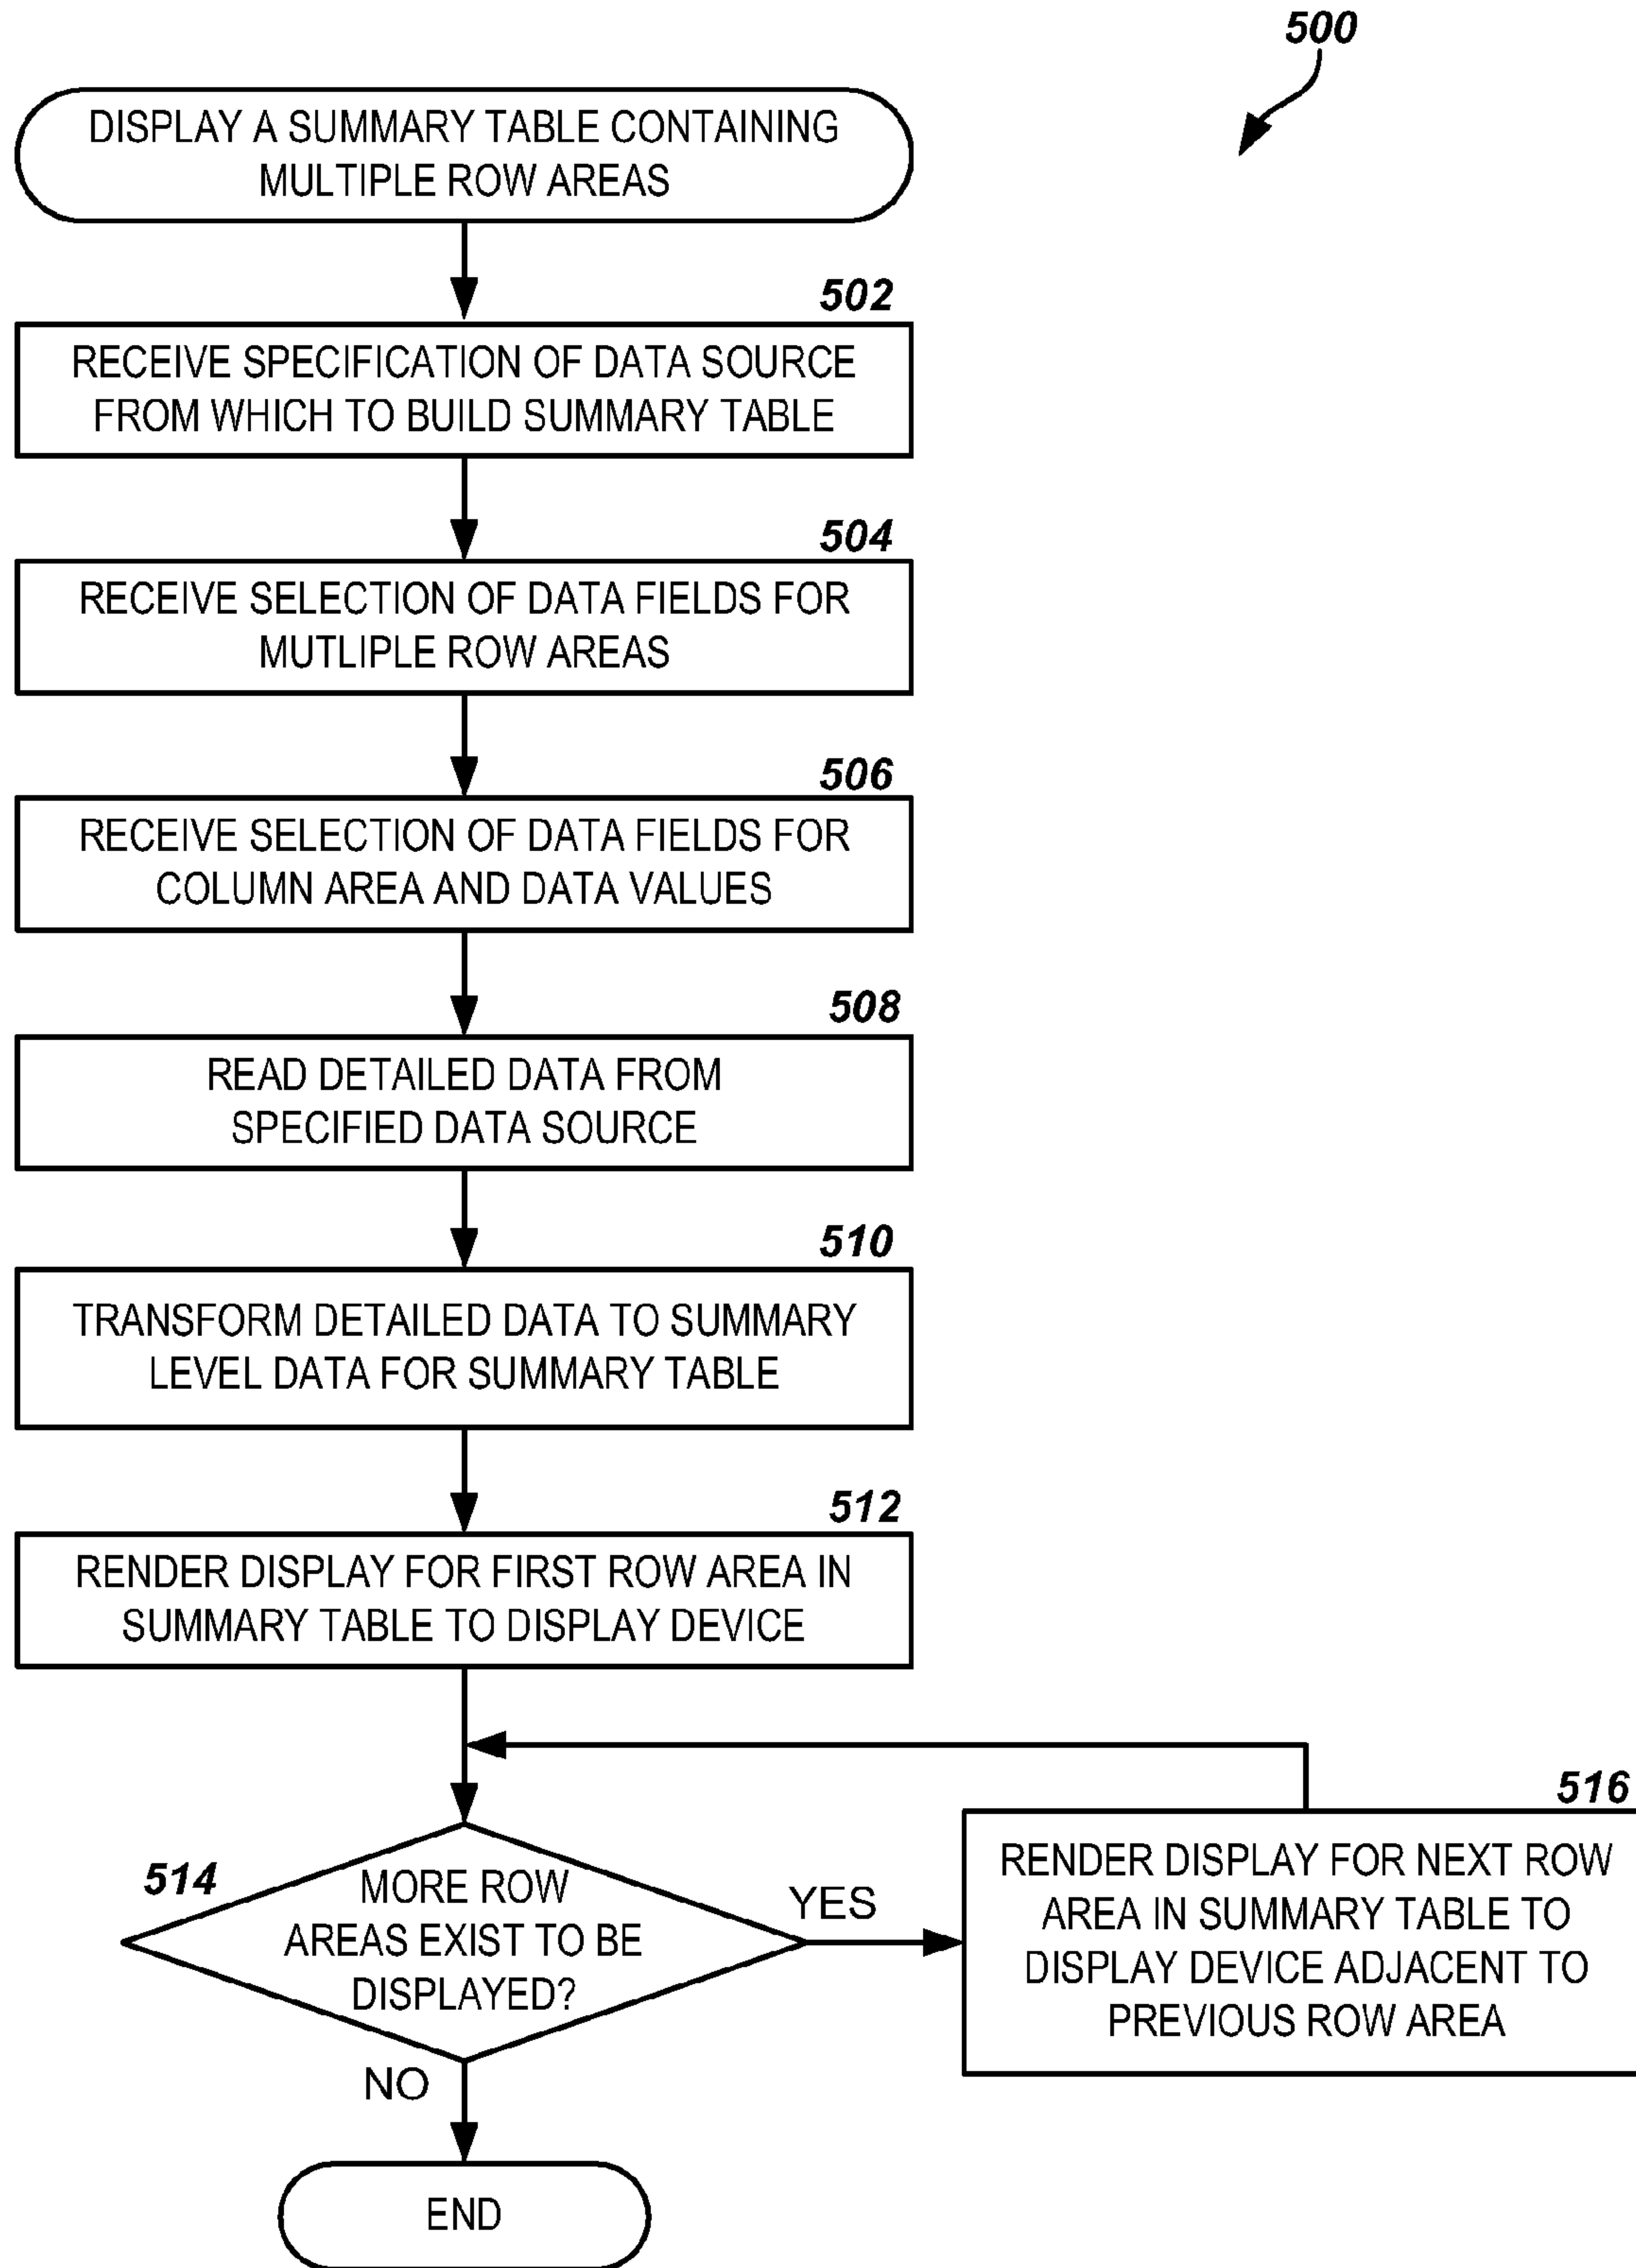 500
DISPLAY A SUMMARY TABLE CONTAINING
MULTIPLE ROW AREAS
502
RECEIVE SPECIFICATION OF DATA SOURCE
FROM WHICH TO BUILD SUMMARY TABLE
504
RECEIVE SELECTION OF DATA FIELDS FOR
MUTLIPLE ROW AREAS
506
RECEIVE SELECTION OF DATA FIELDS FOR
COLUMN AREA AND DATA VALUES
508
READ DETAILED DATA FROM
SPECIFIED DATA SOURCE
510
TRANSFORM DETAILED DATA TO SUMMARY
LEVEL DATA FOR SUMMARY TABLE
512
RENDER DISPLAY FOR FIRST ROW AREA IN
SUMMARY TABLE TO DISPLAY DEVICE
514
MORE ROW
AREAS EXIST TO BE
DISPLAYED?
YES
516
RENDER DISPLAY FOR NEXT ROW
AREA IN SUMMARY TABLE TO
DISPLAY DEVICE ADJACENT TO
PREVIOUS ROW AREA
NO
END